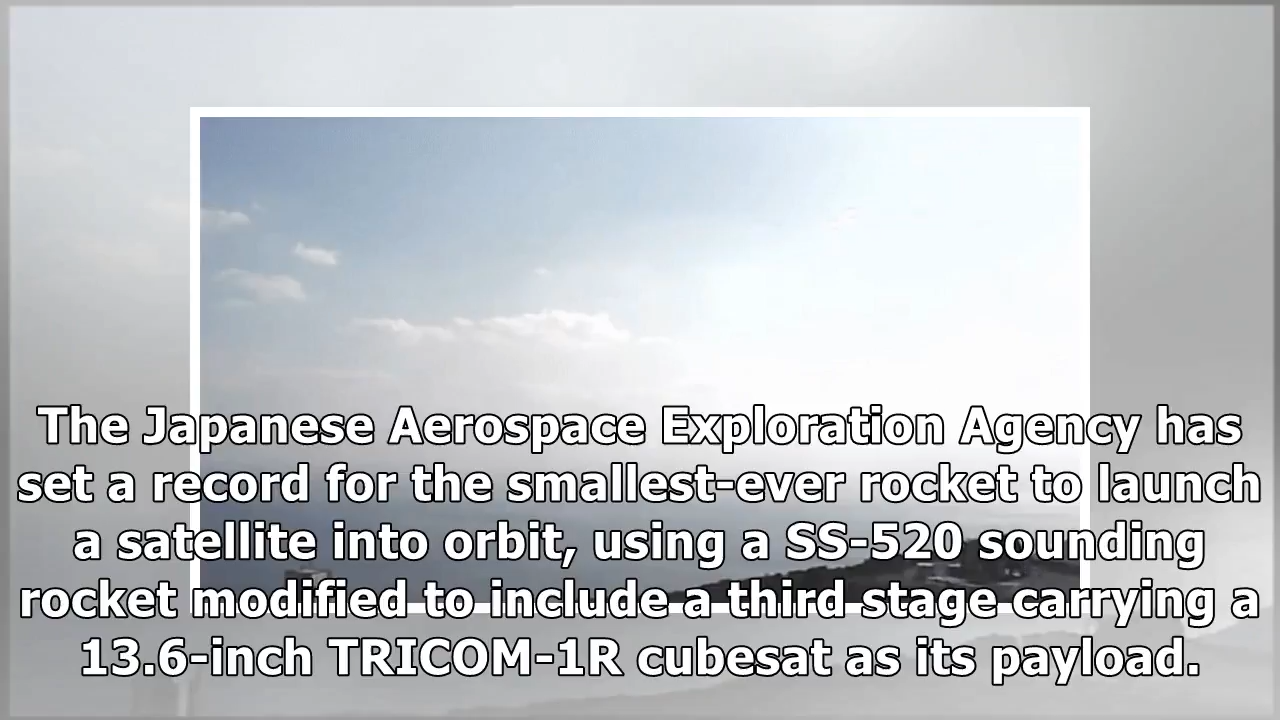 The Japanese Aerospace Exploration Agency has
set a record for the smallest-ever rocket to launch
a satellite into orbit, using a SS-520 sounding
rocket modified to include a third stage carrying a
13.6-inch TRICOM-1R cubesat as its payload.